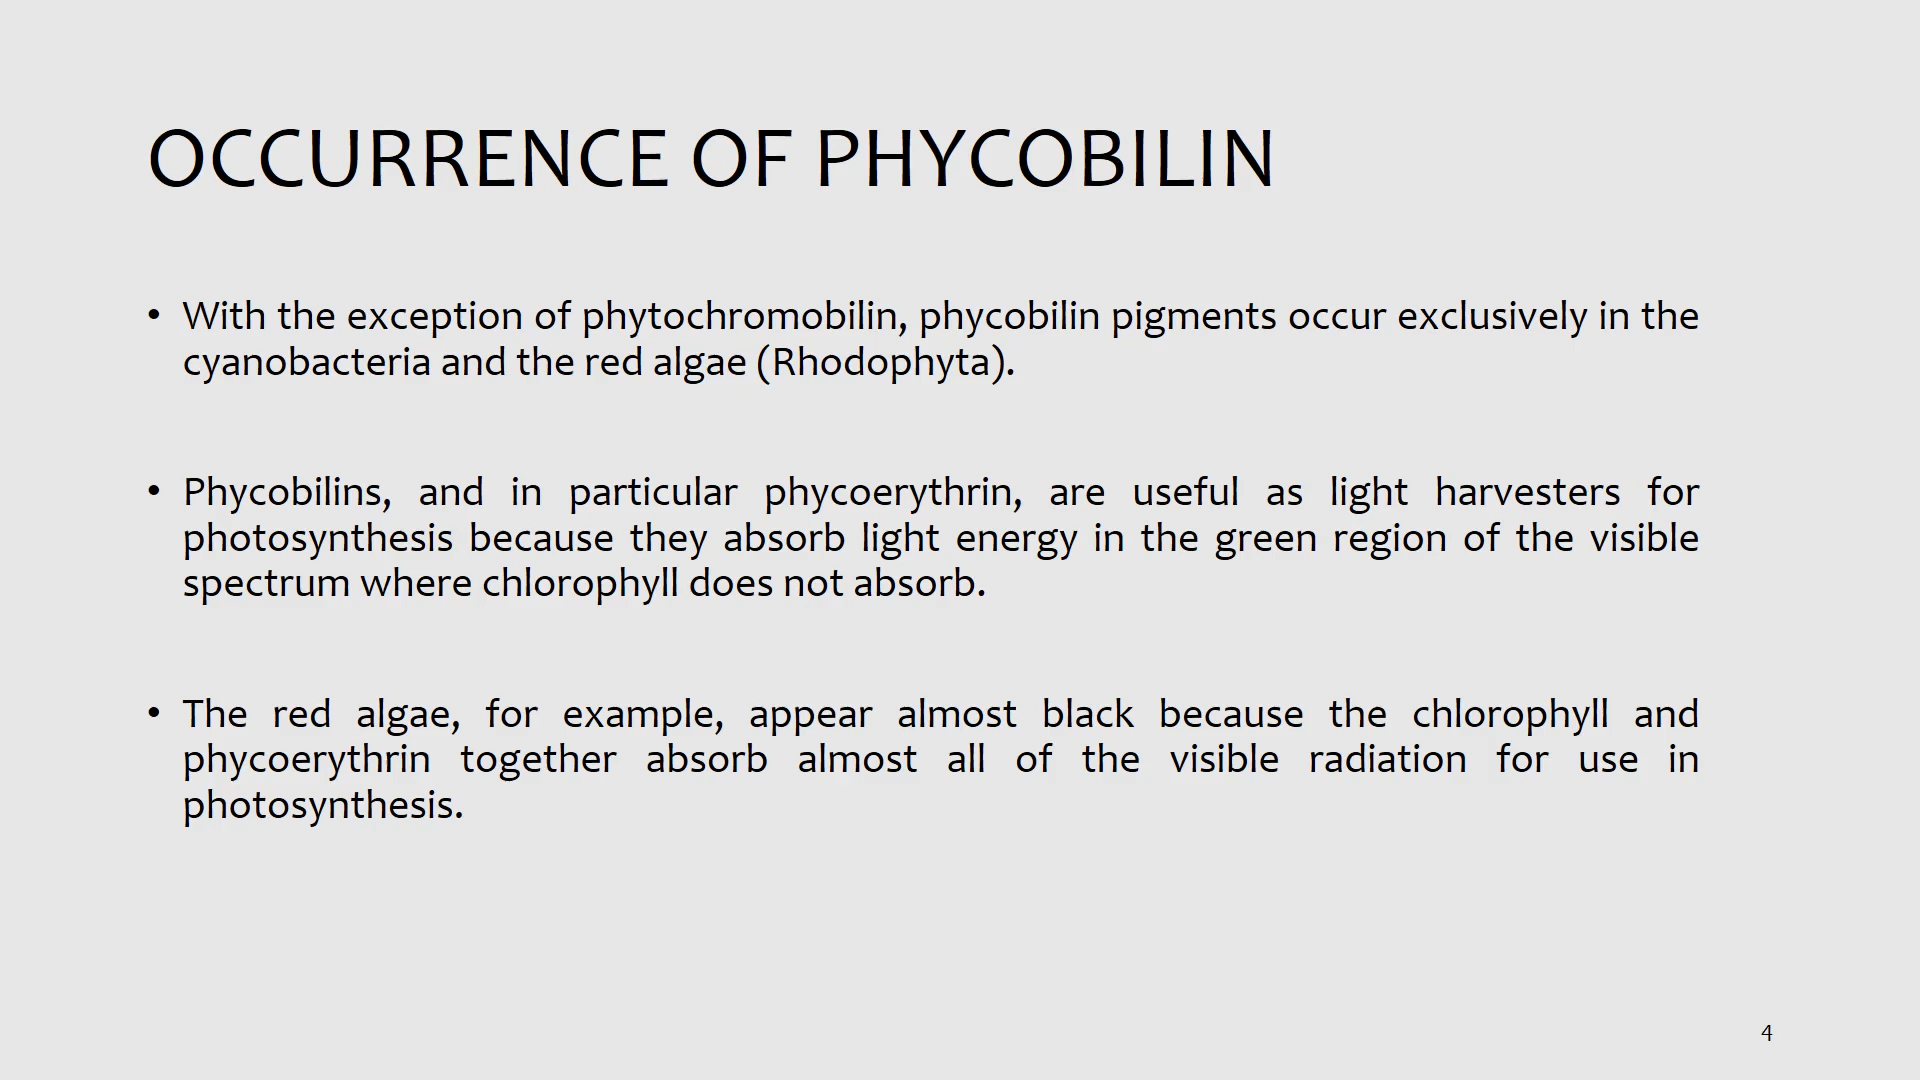 OCCURRENCE OF PHYCOBILIN
• With the exception of phytochromobilin, phycobilin pigments occur exclusively in the
cyanobacteria and the red algae (Rhodophyta).
• Phycobilins, and in particular phycoerythrin, are useful as light harvesters for
photosynthesis because they absorb light energy in the green region of the visible
spectrum where chlorophyll does not absorb.
• The red algae, for example, appear almost black because the chlorophyll and
phycoerythrin together absorb almost all of the visible radiation for use in
photosynthesis.
4